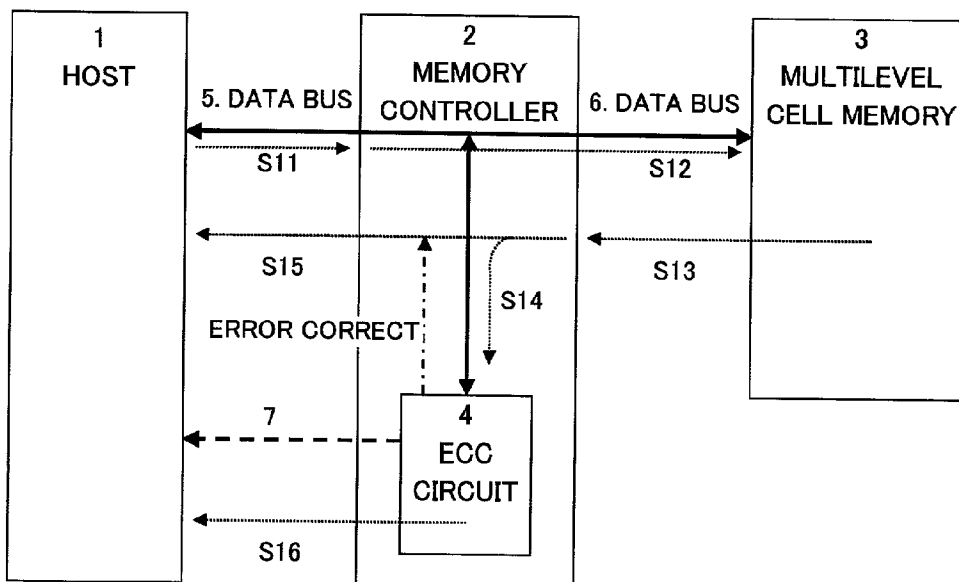 1
HOST
2
MEMORY
CONTROLLER
3
MULTILEVEL
CELL MEMORY
5. DATA BUS
6. DATA BUS
S11
S12
S15
S13
S14
ERROR CORRECT
7
4
ECC
CIRCUIT
S16